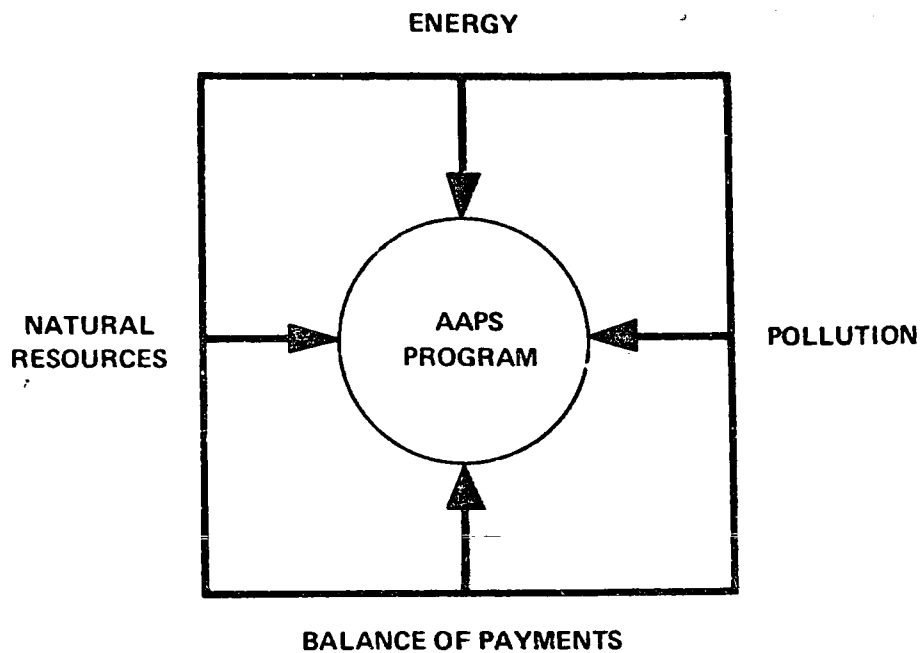 ENERGY
NATURAL
RESOURCES
AAPS
PROGRAM
POLLUTION
BALANCE OF PAYMENTS